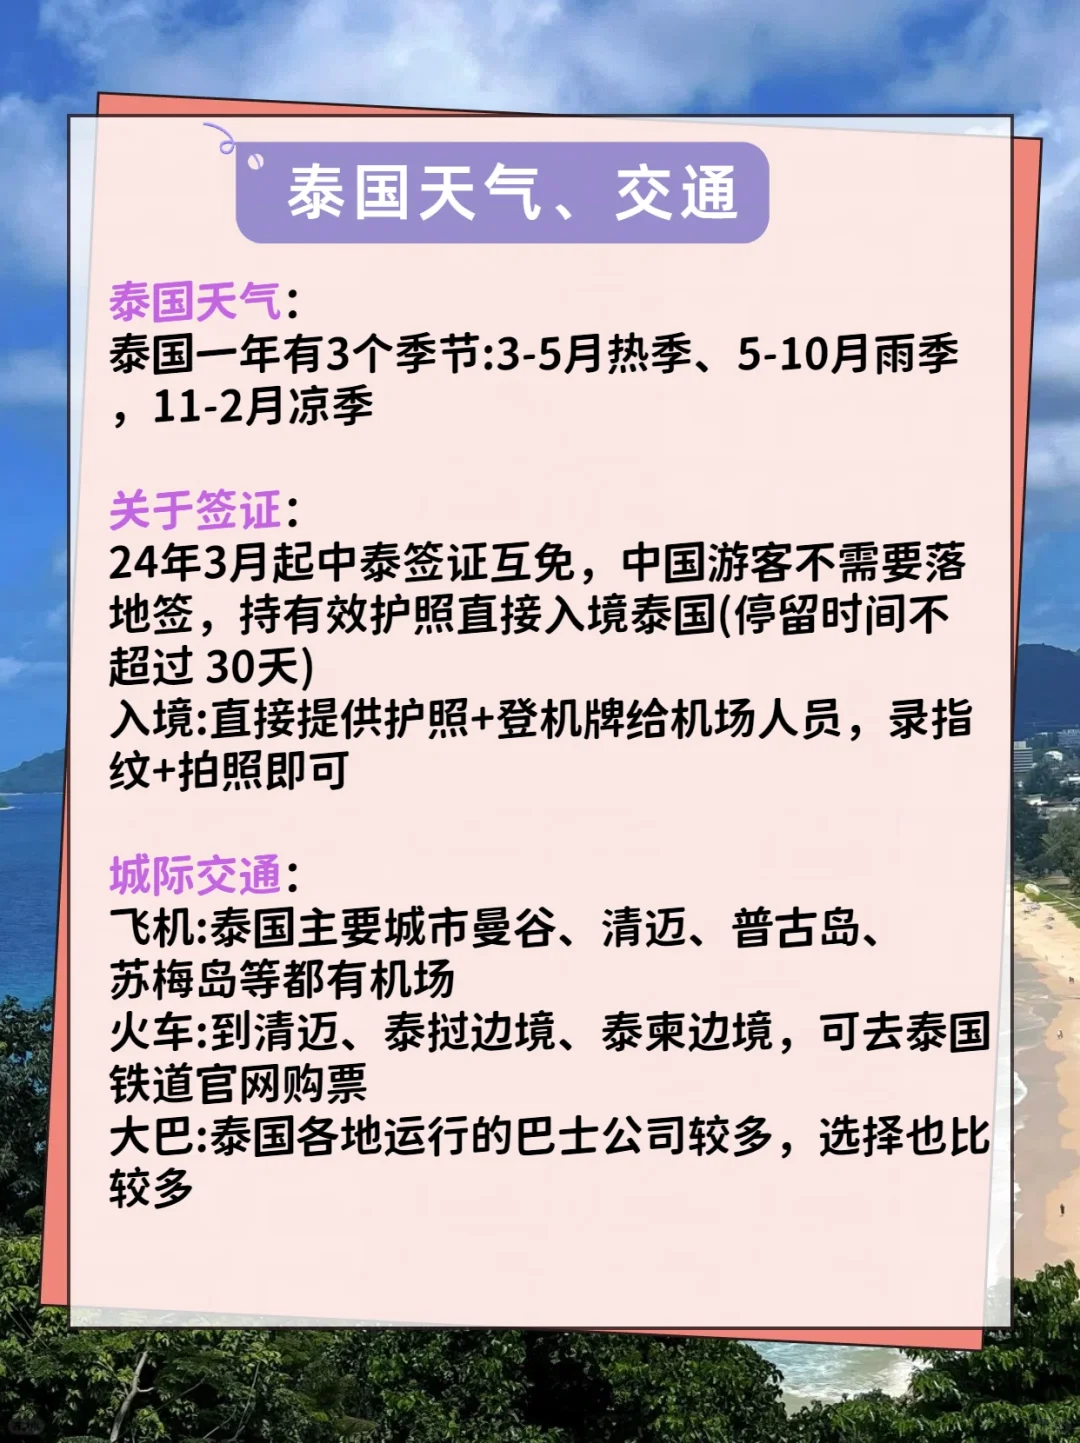 泰国天气、交通
泰国天气：
泰国一年有3个季节:3-5月热季、5-10月雨季
，11-2月凉季
关于签证：
24年3月起中泰签证互免，中国游客不需要落
地签，持有效护照直接入境泰国(停留时间不
超过 30天)
入境:直接提供护照+登机牌给机场人员，录指
纹+拍照即可
城际交通：
飞机:泰国主要城市曼谷、清迈、普古岛、
苏梅岛等都有机场
火车:到清迈、泰挝边境、泰柬边境，可去泰国
铁道官网购票
大巴:泰国各地运行的巴士公司较多，选择也比
较多